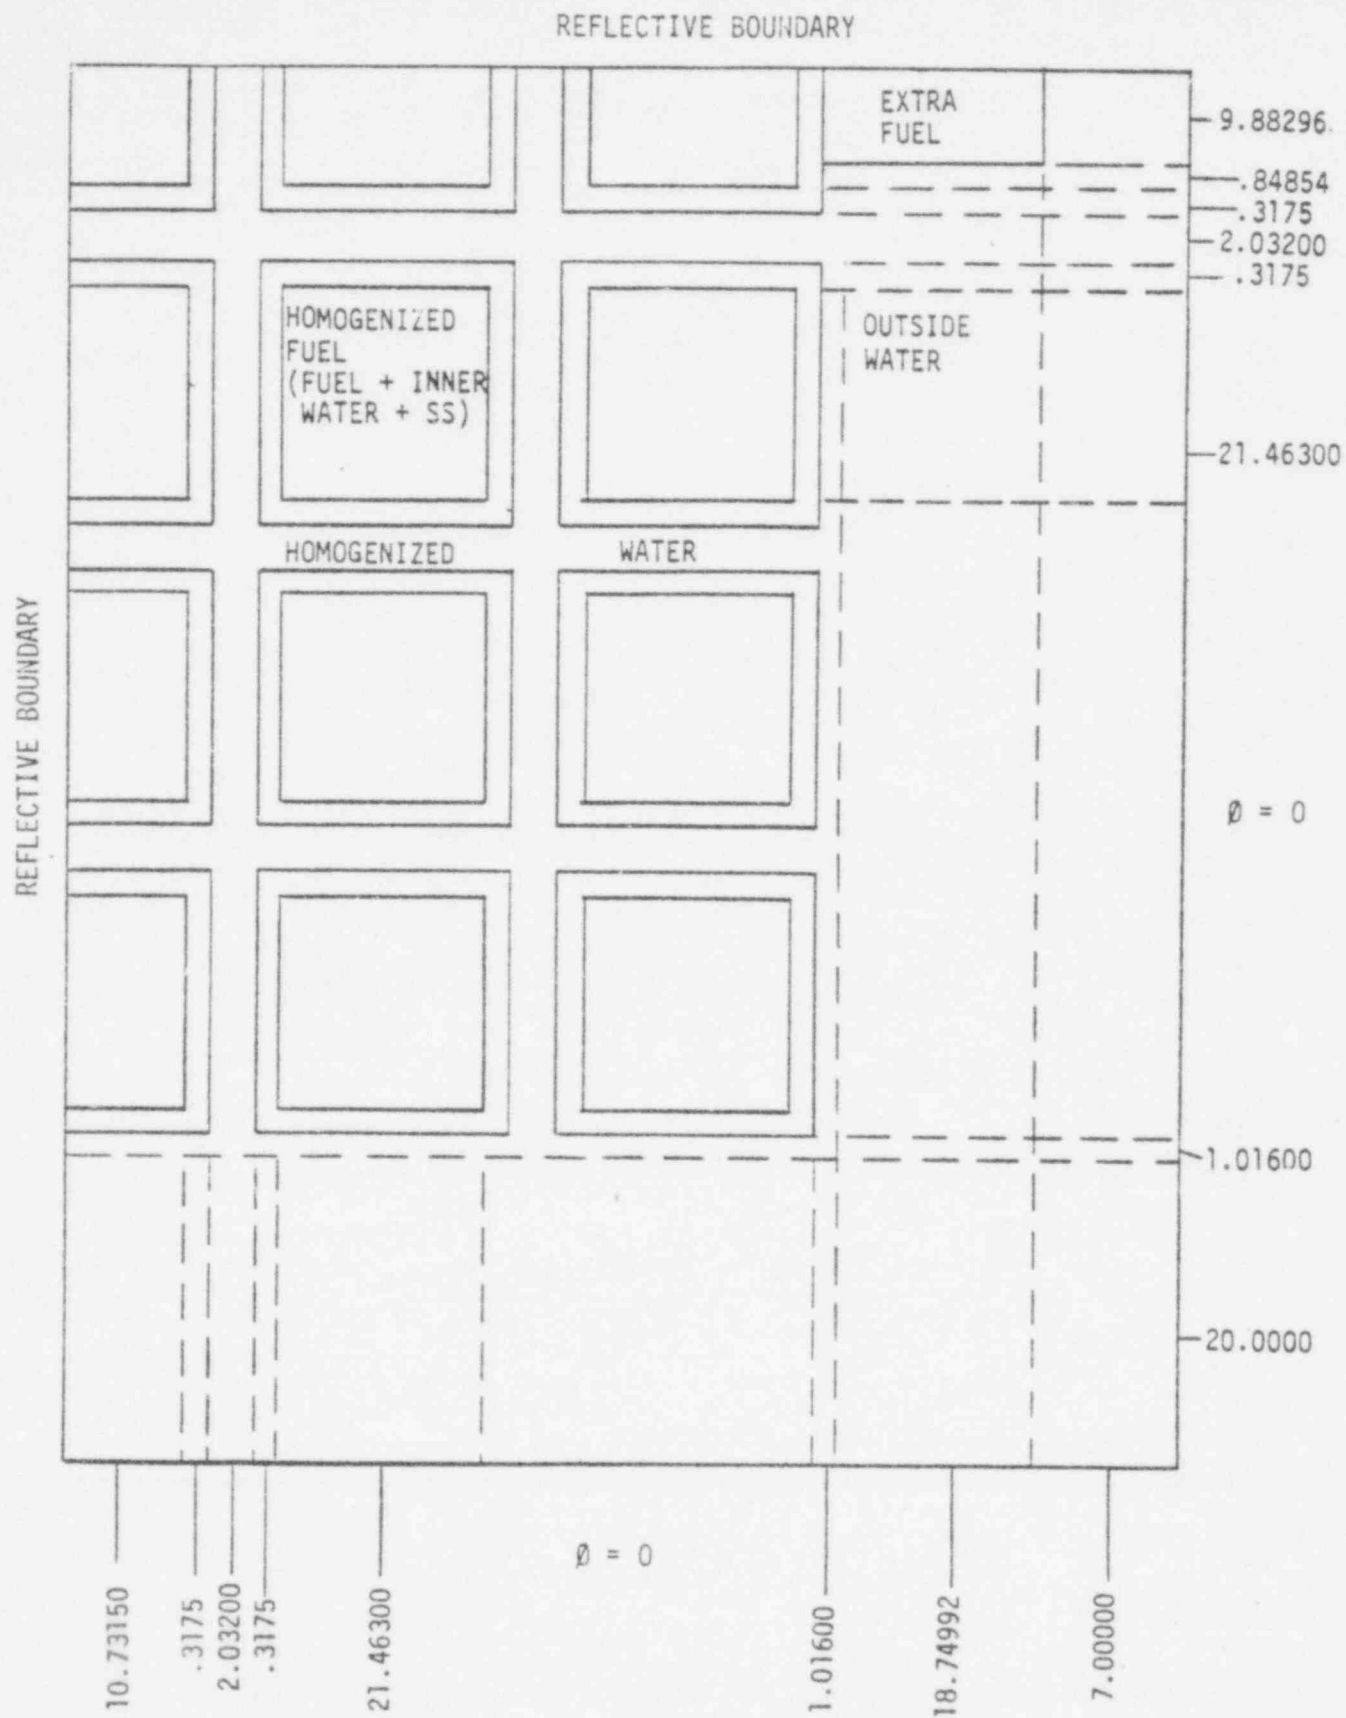 REFLECTIVE BOUNDARY
EXTRA
FUEL
9.88296
.84854
.3175
2.03200
.3175
HOMOGENIZED
FUEL
(FUEL + INNER
WATER + SS)
OUTSIDE
WATER
21.46300
HOMOGENIZED WATER
REFLECTIVE BOUNDARY
Ø = 0
1.01600
20.0000
Ø = 0
10.73150
.3175
2.03200
.3175
21.46300
1.01600
18.74992
7.00000